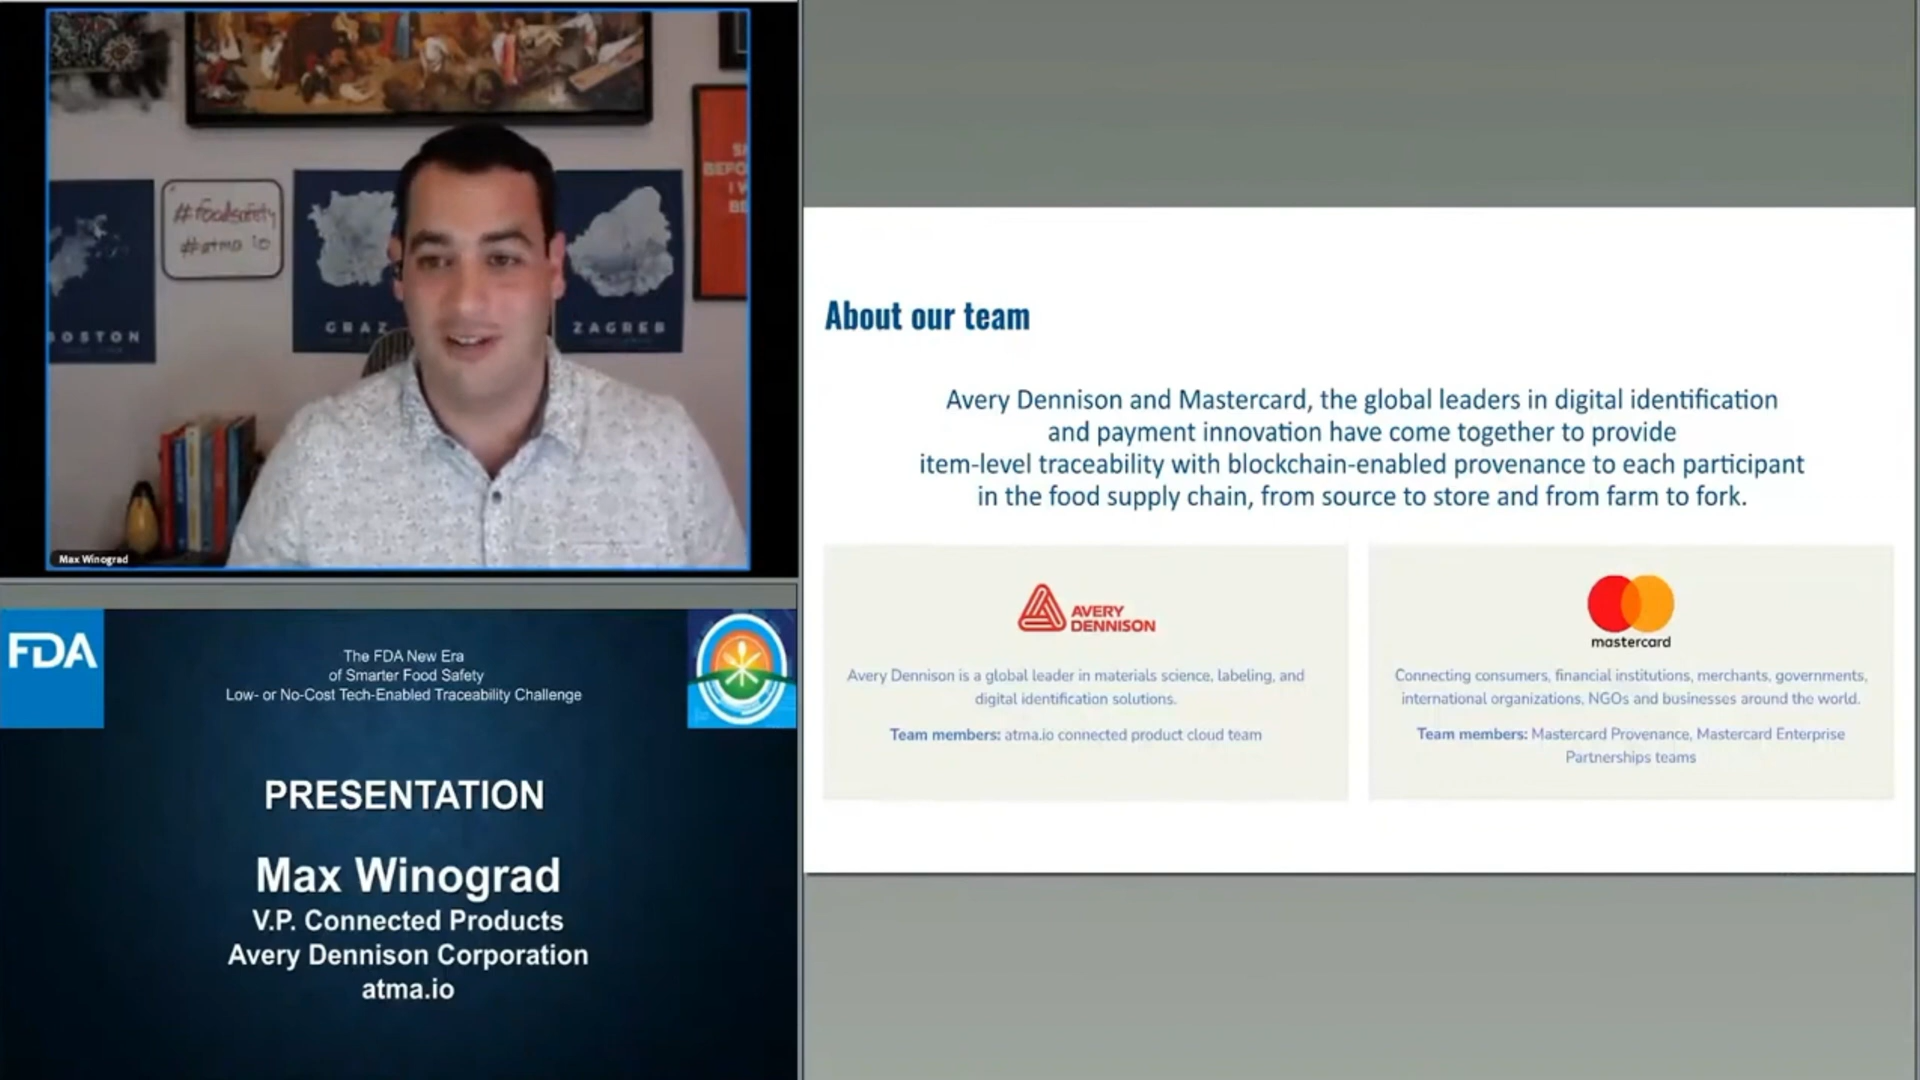 BOSTON
#foodsafety
#atma.io
GRAZ
ZAGREB
BEFO
I W
BE
Max Winograd
FDA
The FDA New Era
of Smarter Food Safety
Low- or No-Cost Tech-Enabled Traceability Challenge
PRESENTATION
Max Winograd
V.P. Connected Products
Avery Dennison Corporation
atma.io
About our team
Avery Dennison and Mastercard, the global leaders in digital identification
and payment innovation have come together to provide
item-level traceability with blockchain-enabled provenance to each participant
in the food supply chain, from source to store and from farm to fork.
AVERY
DENNISON
Avery Dennison is a global leader in materials science, labeling, and
digital identification solutions.
Team members: atma.io connected product cloud team
mastercard
Connecting consumers, financial institutions, merchants, governments,
international organizations, NGOs and businesses around the world.
Team members: Mastercard Provenance, Mastercard Enterprise
Partnerships teams